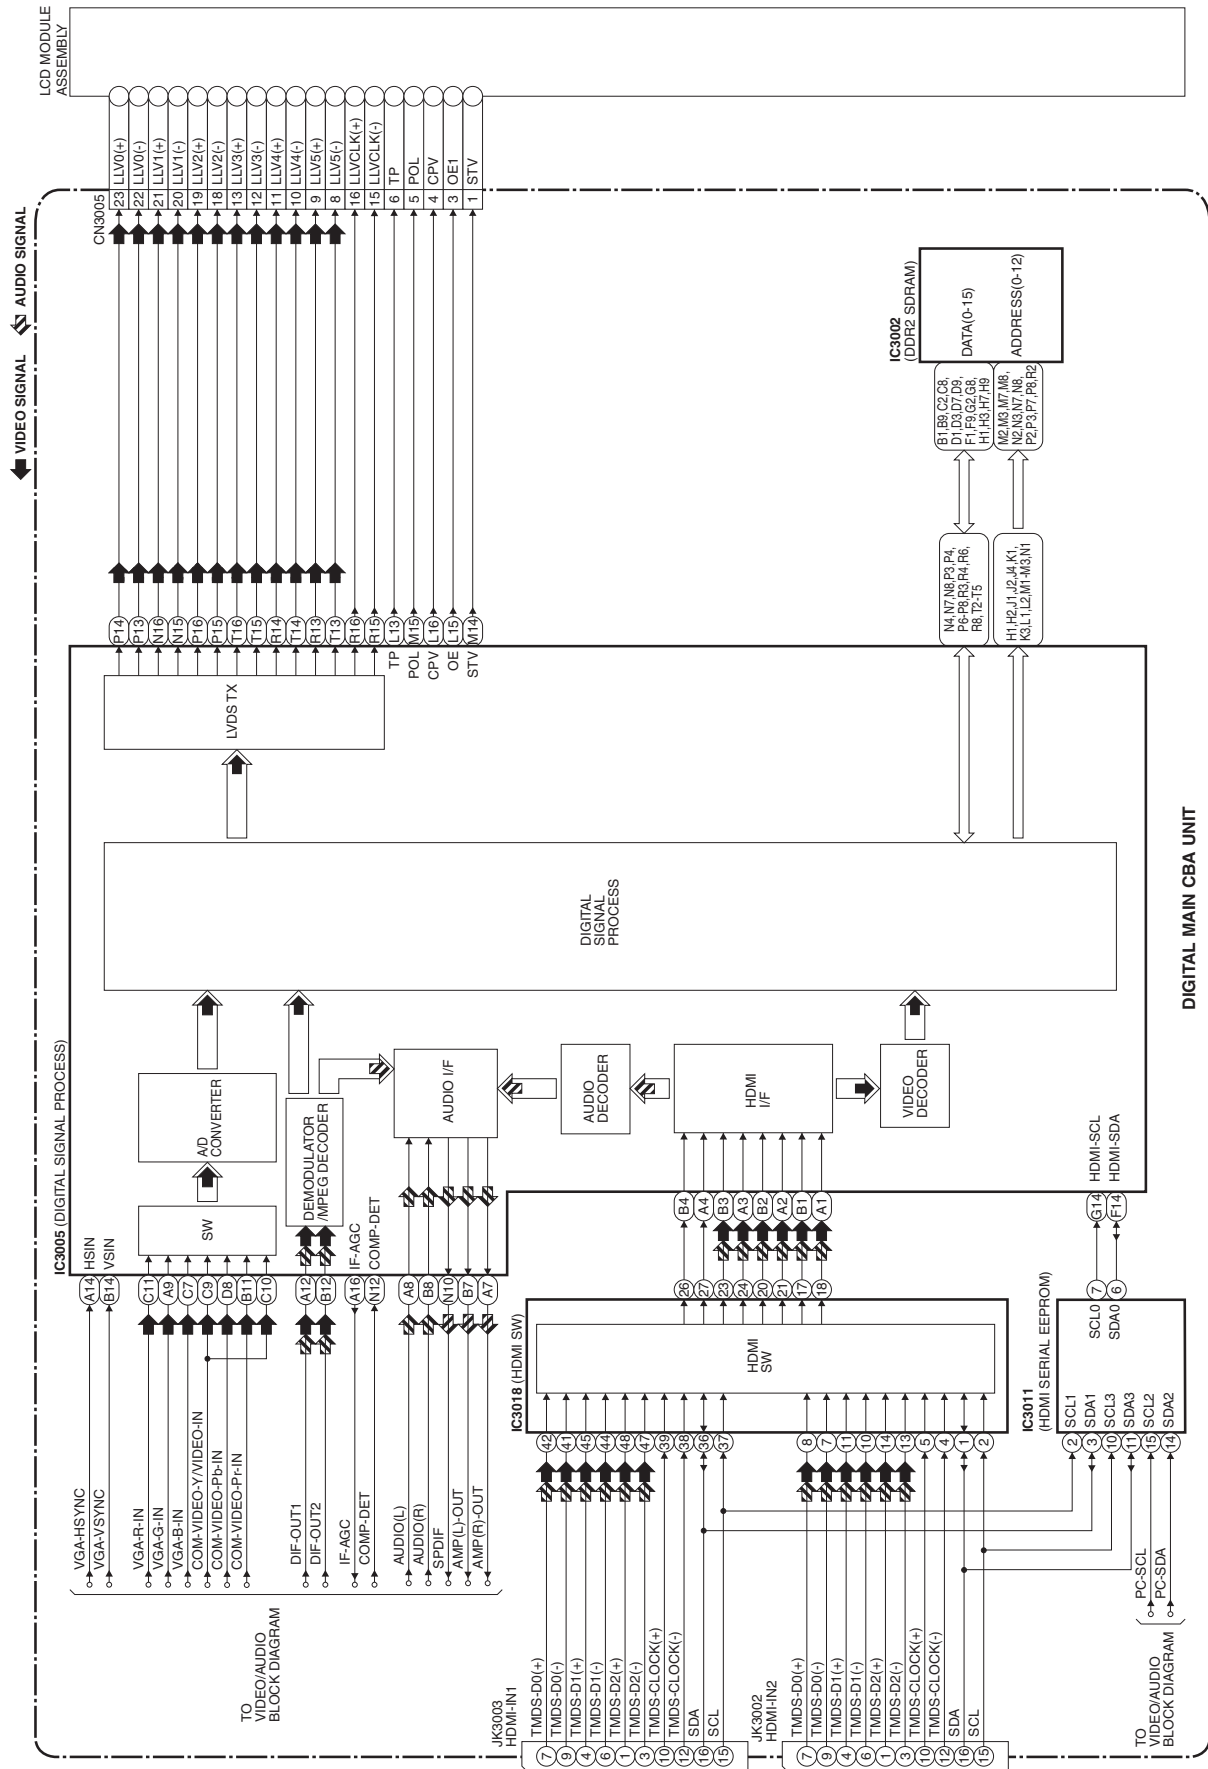 VIDEO SIGNAL
AUDIO SIGNAL
LCD MODULE
ASSEMBLY
CN3005
23 LLV0(+)
22 LLV0(-)
21 LLV1(+)
20 LLV1(-)
19 LLV2(+)
18 LLV2(-)
13 LLV3(+)
12 LLV3(-)
11 LLV4(+)
10 LLV4(-)
9 LLV5(+)
8 LLV5(-)
16 LLVCLK(+)
15 LLVCLK(-)
6 TP
5 POL
4 CPV
3 OE1
1 STV
IC3005 (DIGITAL SIGNAL PROCESS)
LVDS TX
P14
P13
N16
N15
P16
P15
T16
T15
R14
T14
R13
T13
R16
R15
TP L13
POL M15
CPV L16
OE L15
STV M14
DIGITAL
SIGNAL
PROCESS
IC3002
(DDR2 SDRAM)
DATA(0-15)
ADDRESS(0-12)
B1,B9,C2,C8,
D1,D3,D7,D9,
F1,F9,G2,G8,
H1,H3,H7,H9
M2,M3,M7,M8,
N2,N3,N7,N8,
P2,P3,P7,P8,R2
N4,N7,N8,P3,P4,
P6-P8,R3,R4,R6,
R8,T2-T5
H1,H2,J1,J2,J4,K1,
K3,L1,L2,M1-M3,N1
A/D
CONVERTER
SW
DEMODULATOR
/MPEG DECODER
AUDIO I/F
AUDIO
DECODER
HDMI
I/F
VIDEO
DECODER
A14 HSIN
B14 VSIN
C11
A9
C7
C9
D8
B11
C10
A12
B12
A16 IF-AGC
N12 COMP-DET
A8
B8
N10
B7
A7
VGA-HSYNC
VGA-VSYNC
VGA-R-IN
VGA-G-IN
VGA-B-IN
COM-VIDEO-Y/VIDEO-IN
COM-VIDEO-Pb-IN
COM-VIDEO-Pr-IN
DIF-OUT1
DIF-OUT2
IF-AGC
COMP-DET
AUDIO(L)
AUDIO(R)
SPDIF
AMP(L)-OUT
AMP(R)-OUT
TO
VIDEO/AUDIO
BLOCK DIAGRAM
B4
A4
B3
A3
B2
A2
B1
A1
G14 HDMI-SCL
F14 HDMI-SDA
IC3018 (HDMI SW)
HDMI
SW
26
27
23
24
20
21
17
18
42
41
45
44
48
47
39
38
36
37
8
7
11
10
14
13
5
4
1
2
IC3011
(HDMI SERIAL EEPROM)
SCL0 7
SDA0 6
2 SCL1
3 SDA1
10 SCL3
11 SDA3
15 SCL2
14 SDA2
JK3003
HDMI-IN1
7 TMDS-D0(+)
9 TMDS-D0(-)
4 TMDS-D1(+)
6 TMDS-D1(-)
1 TMDS-D2(+)
3 TMDS-D2(-)
10 TMDS-CLOCK(+)
12 TMDS-CLOCK(-)
16 SDA
15 SCL
JK3002
HDMI-IN2
7 TMDS-D0(+)
9 TMDS-D0(-)
4 TMDS-D1(+)
6 TMDS-D1(-)
1 TMDS-D2(+)
3 TMDS-D2(-)
10 TMDS-CLOCK(+)
12 TMDS-CLOCK(-)
16 SDA
15 SCL
PC-SCL
PC-SDA
TO
VIDEO/AUDIO
BLOCK DIAGRAM
DIGITAL MAIN CBA UNIT